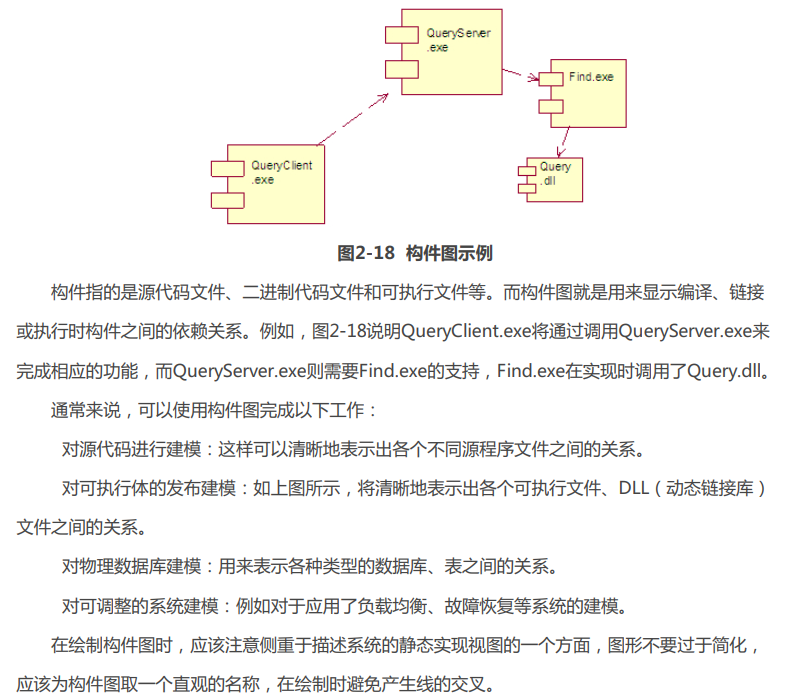 QueryServer
.exe
Find.exe
QueryClient
.exe
Query
.dll
图2-18 构件图示例
构件指的是源代码文件、二进制代码文件和可执行文件等。而构件图就是用来显示编译、链接
或执行时构件之间的依赖关系。例如，图2-18说明QueryClient.exe将通过调用QueryServer.exe来
完成相应的功能，而QueryServer.exe则需要Find.exe的支持，Find.exe在实现时调用了Query.dll。
通常来说，可以使用构件图完成以下工作：
对源代码进行建模：这样可以清晰地表示出各个不同源程序文件之间的关系。
对可执行体的发布建模：如上图所示，将清晰地表示出各个可执行文件、DLL（动态链接库）
文件之间的关系。
对物理数据库建模：用来表示各种类型的数据库、表之间的关系。
对可调整的系统建模：例如对于应用了负载均衡、故障恢复等系统的建模。
在绘制构件图时，应该注意侧重于描述系统的静态实现视图的一个方面，图形不要过于简化，
应该为构件图取一个直观的名称，在绘制时避免产生线的交叉。